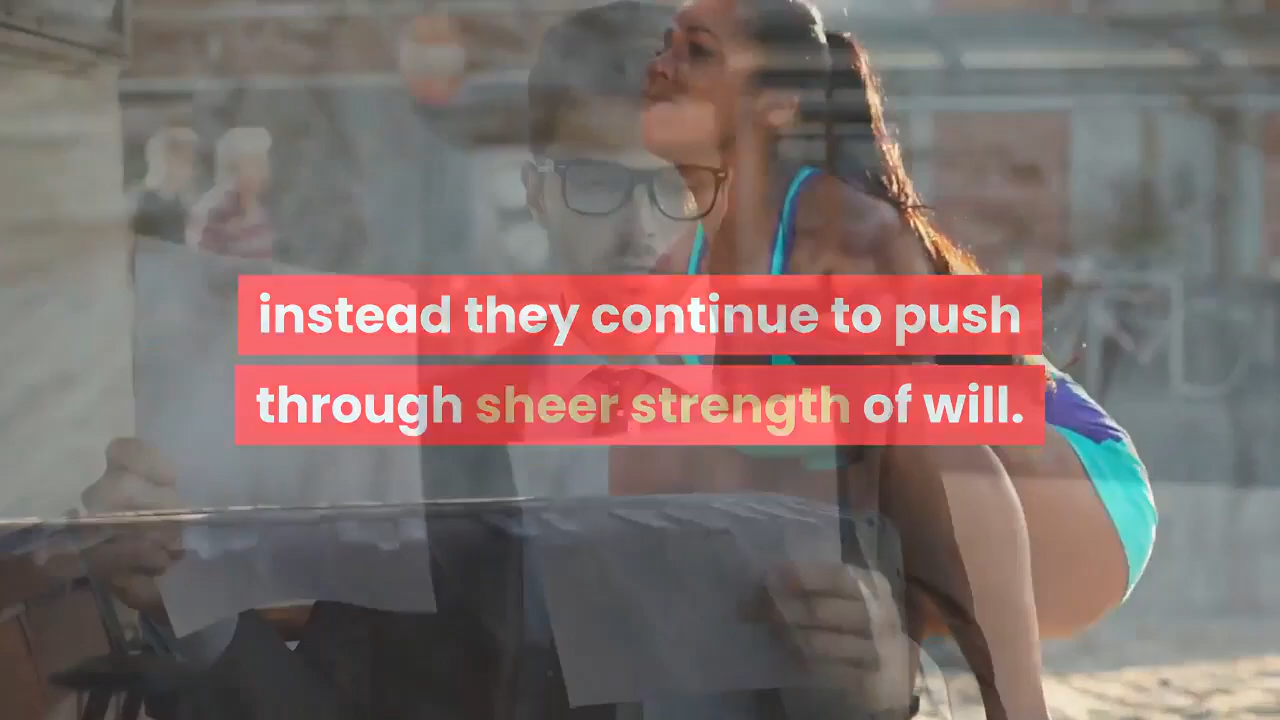 instead they continue to push
through sheer strength of will.